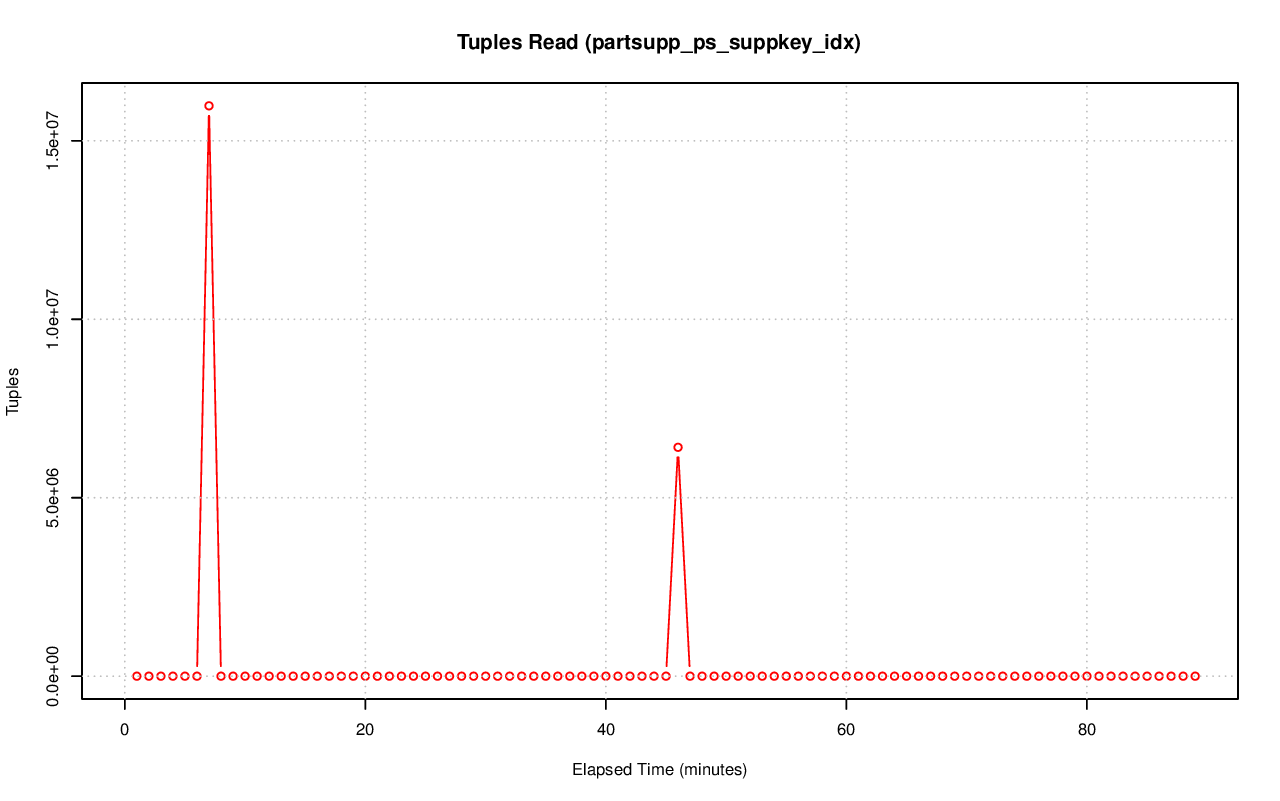 Tuples Read (partsupp_ps_suppkey_idx)
Tuples
1.5e+07
1.0e+07
5.0e+06
0.0e+00
0 20 40 60 80
Elapsed Time (minutes)